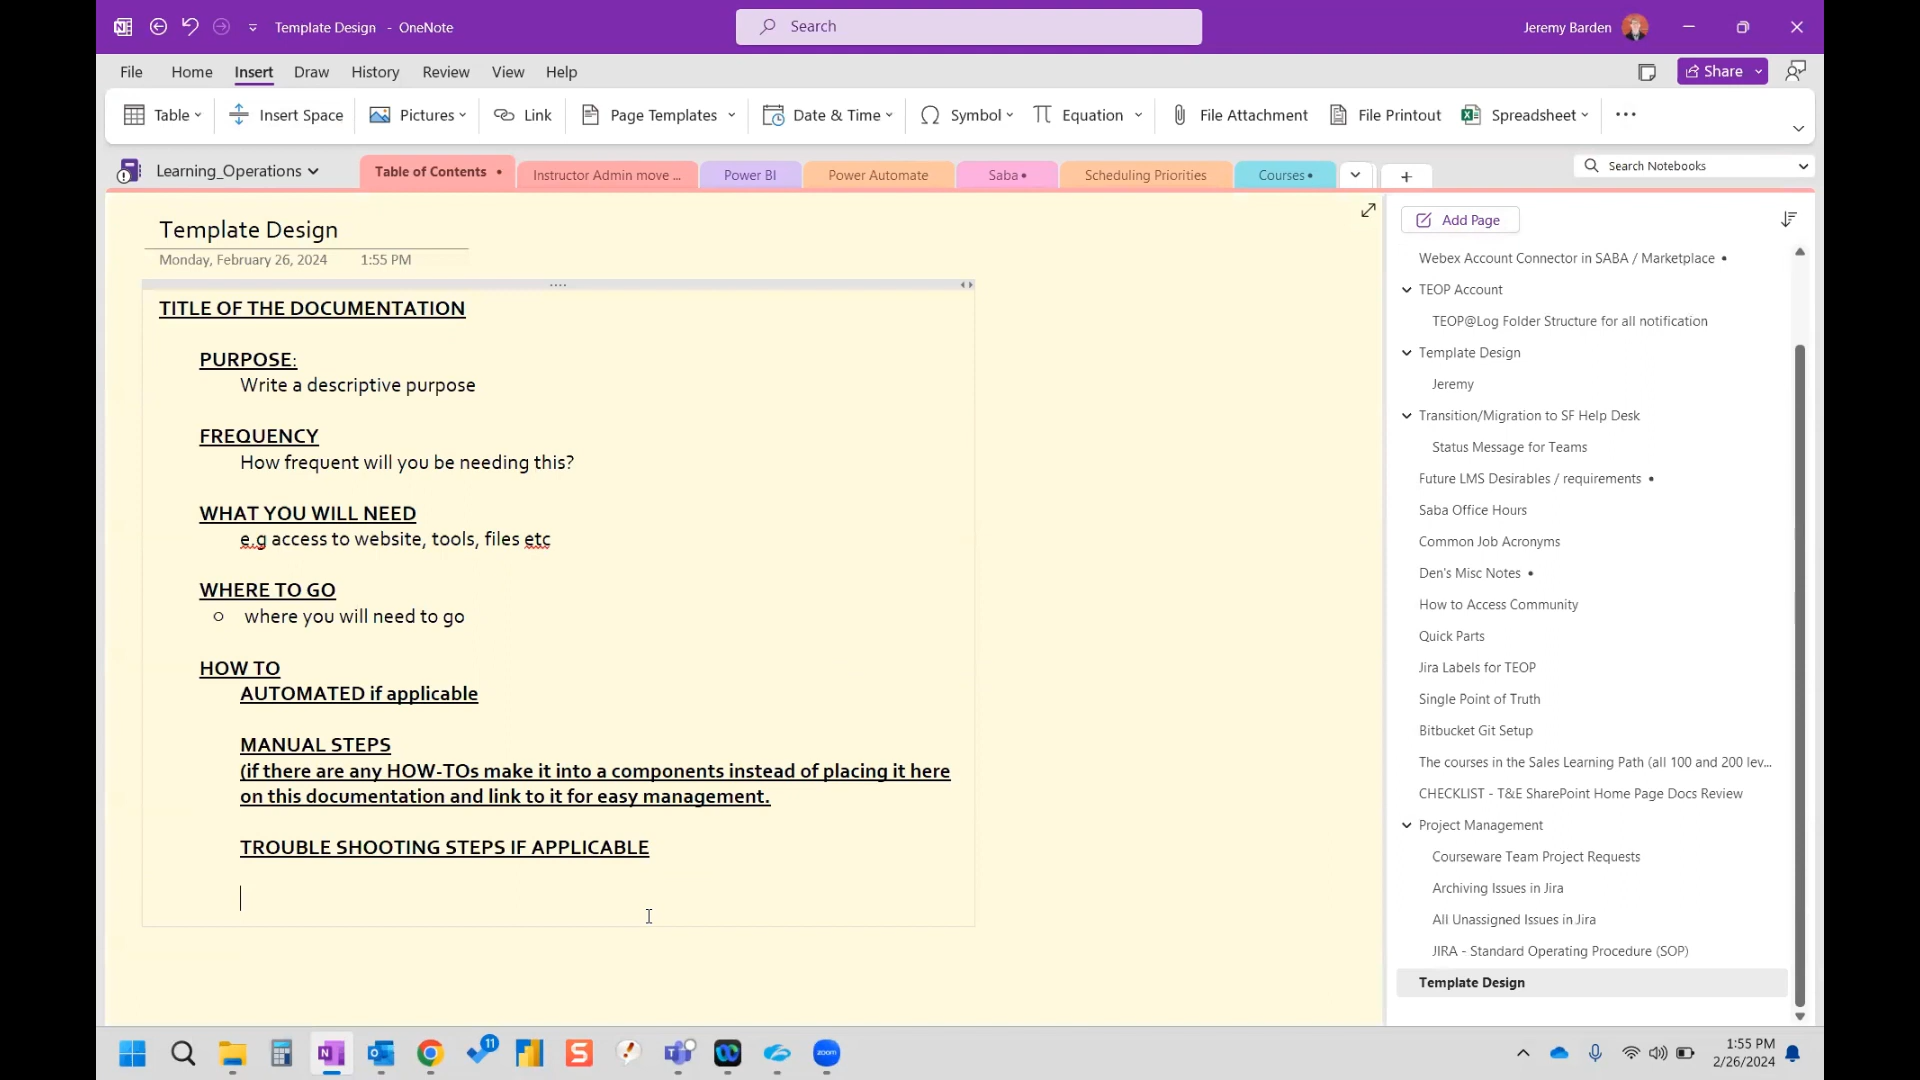 Template Design - OneNote
Search
Jeremy Barden
File Home Insert Draw History Review View Help
Share
Table Insert Space Pictures Link Page Templates Date & Time Symbol Equation File Attachment File Printout Spreadsheet
Learning_Operations
Table of Contents
Instructor Admin move ...
Power BI
Power Automate
Saba
Scheduling Priorities
Courses
Search Notebooks
Template Design
Monday, February 26, 2024 1:55 PM
TITLE OF THE DOCUMENTATION
PURPOSE:
Write a descriptive purpose
FREQUENCY
How frequent will you be needing this?
WHAT YOU WILL NEED
e.g access to website, tools, files etc
WHERE TO GO
where you will need to go
HOW TO
AUTOMATED if applicable
MANUAL STEPS
(if there are any HOW-TOs make it into a components instead of placing it here
on this documentation and link to it for easy management.
TROUBLE SHOOTING STEPS IF APPLICABLE
Add Page
Webex Account Connector in SABA / Marketplace
TEOP Account
TEOP@Log Folder Structure for all notification
Template Design
Jeremy
Transition/Migration to SF Help Desk
Status Message for Teams
Future LMS Desirables / requirements
Saba Office Hours
Common Job Acronyms
Den's Misc Notes
How to Access Community
Quick Parts
Jira Labels for TEOP
Single Point of Truth
Bitbucket Git Setup
The courses in the Sales Learning Path (all 100 and 200 lev...
CHECKLIST - T&E SharePoint Home Page Docs Review
Project Management
Courseware Team Project Requests
Archiving Issues in Jira
All Unassigned Issues in Jira
JIRA - Standard Operating Procedure (SOP)
Template Design
11
zoom
1:55 PM
2/26/2024